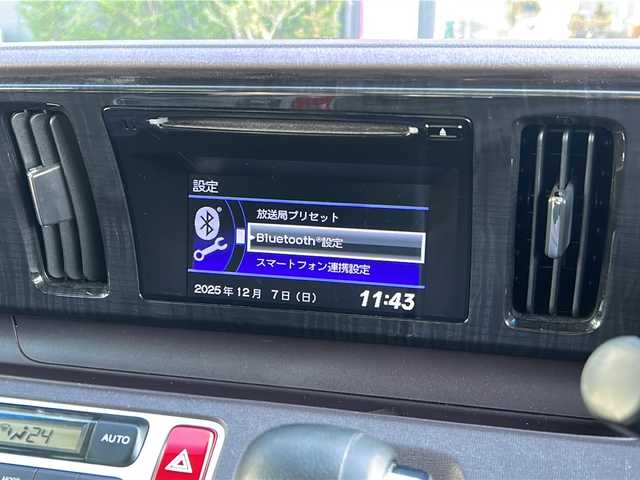 設定
放送局プリセット
Bluetooth®設定
スマートフォン連携設定
2025年12月 7日(日) 11:43
24
AUTO